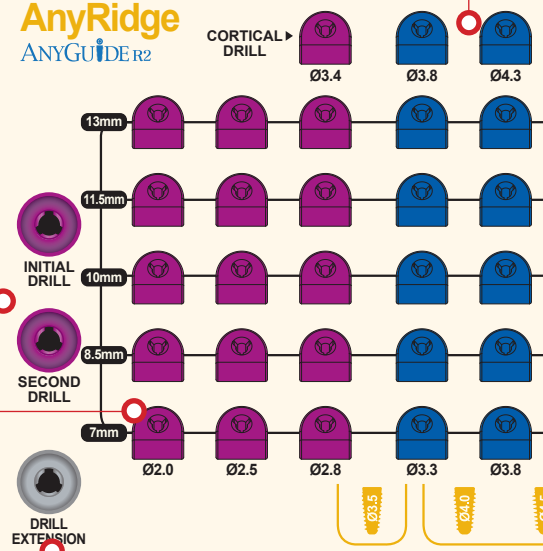 AnyRidge
ANYGUIDE R2
CORTICAL
DRILL
Ø3.4
Ø3.8
Ø4.3
13mm
11.5mm
INITIAL
DRILL
10mm
8.5mm
SECOND
DRILL
7mm
Ø2.0
Ø2.5
Ø2.8
Ø3.3
Ø3.8
Ø3.5
Ø4.0
DRILL
EXTENSION